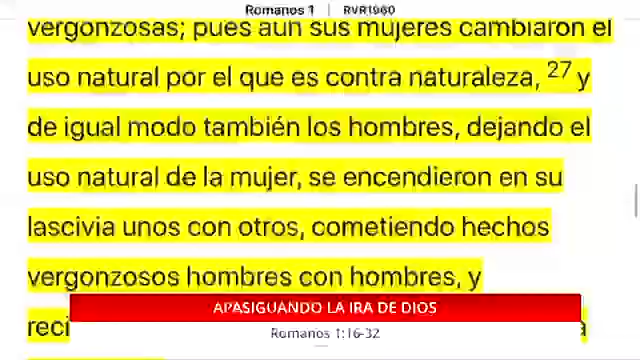 Romanos 1 | RVR1960
vergonzosas; pues aun sus mujeres cambiaron el
uso natural por el que es contra naturaleza, 27 y
de igual modo también los hombres, dejando el
uso natural de la mujer, se encendieron en su
lascivia unos con otros, cometiendo hechos
vergonzosos hombres con hombres, y
APASIGUANDO LA IRA DE DIOS
Romanos 1:16-32